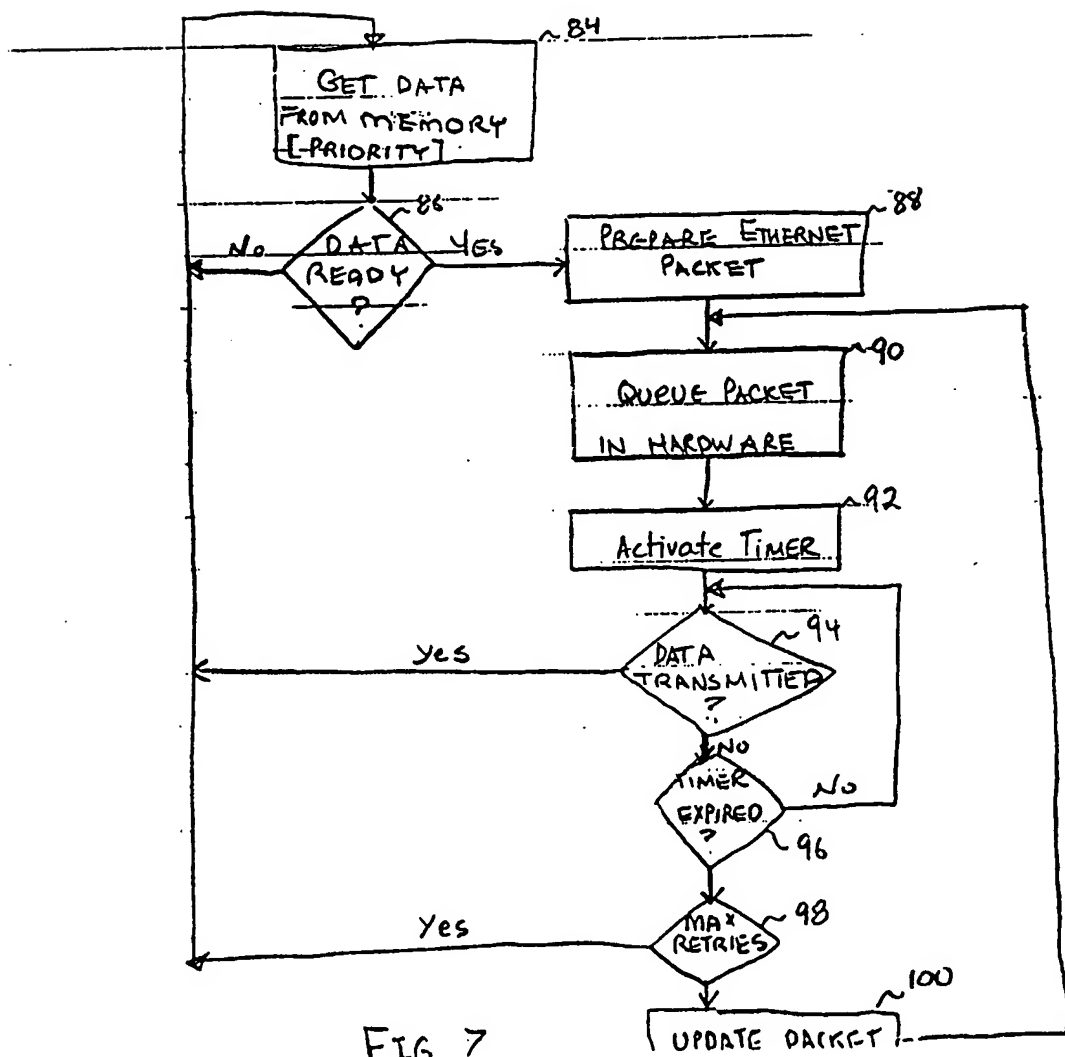 84
GET DATA
FROM MEMORY
[PRIORITY]
86
No
DATA
READY
?
YES
88
PREPARE ETHERNET
PACKET
90
QUEUE PACKET
IN HARDWARE
92
Activate TIMER
94
Yes
DATA
TRANSMITTED
?
No
TIMER
EXPIRED
?
No
96
Yes
MAX
RETRIES
98
100
UPDATE PACKET
FIG 7